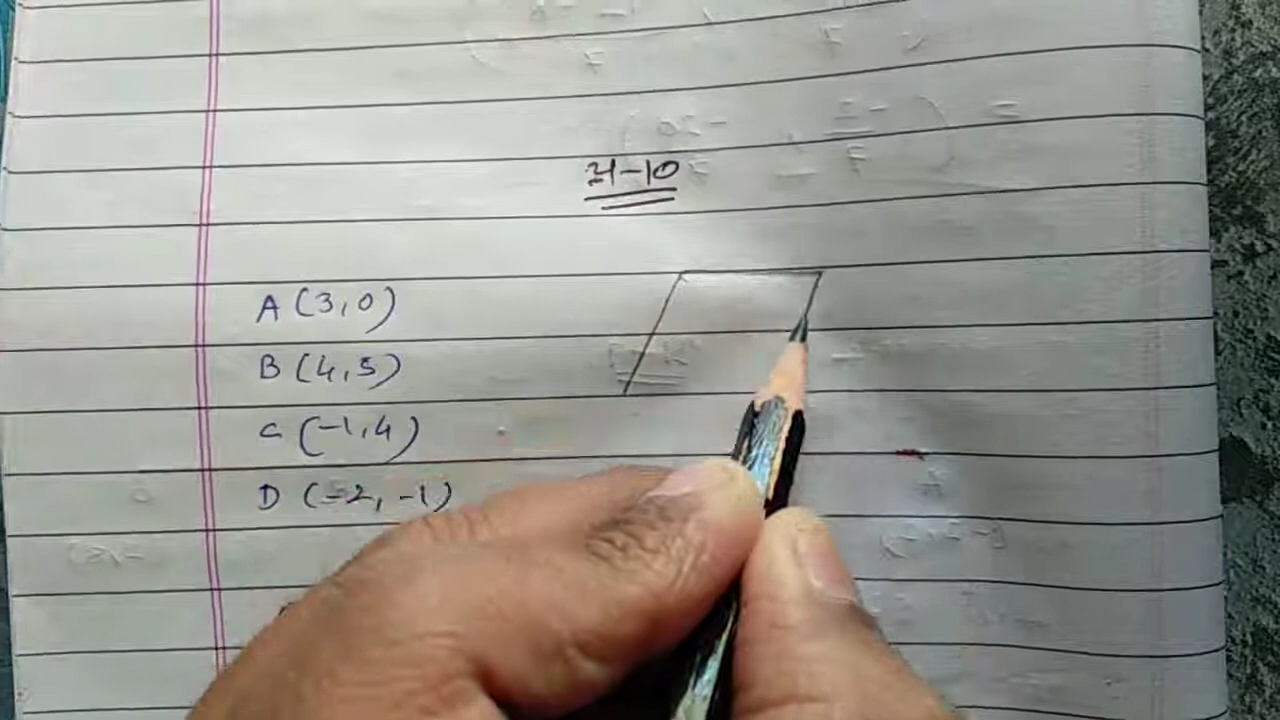 प्र-10
A (3,0)
B (4,5)
C (-1,4)
D (-2, -1)